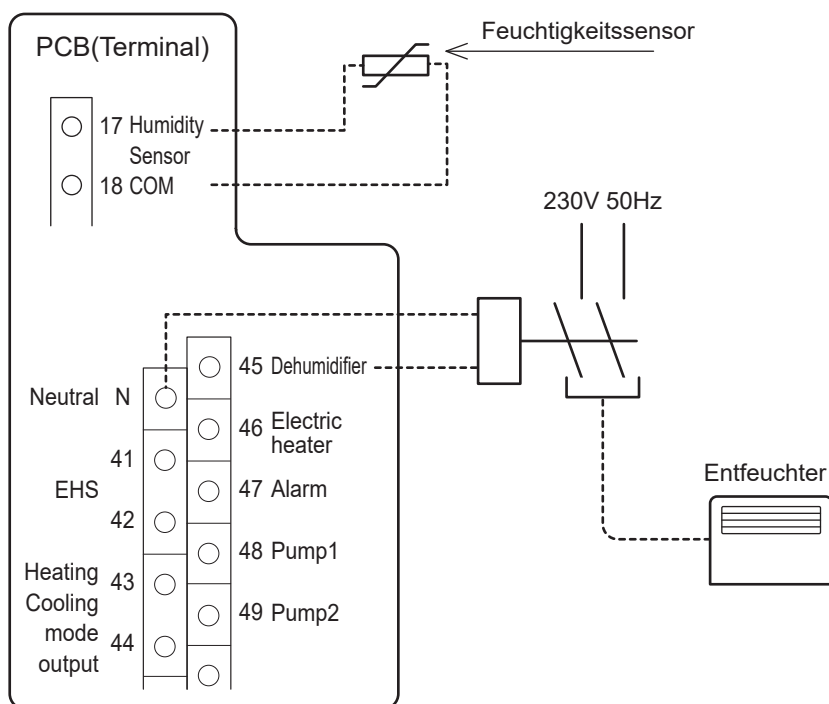 Feuchtigkeitssensor
PCB(Terminal)
17 Humidity
Sensor
18 COM
230V 50Hz
45 Dehumidifier
Neutral N
46 Electric
heater
41
EHS
47 Alarm
42
48 Pump1
Heating
43
Cooling
49 Pump2
mode
44
output
Entfeuchter